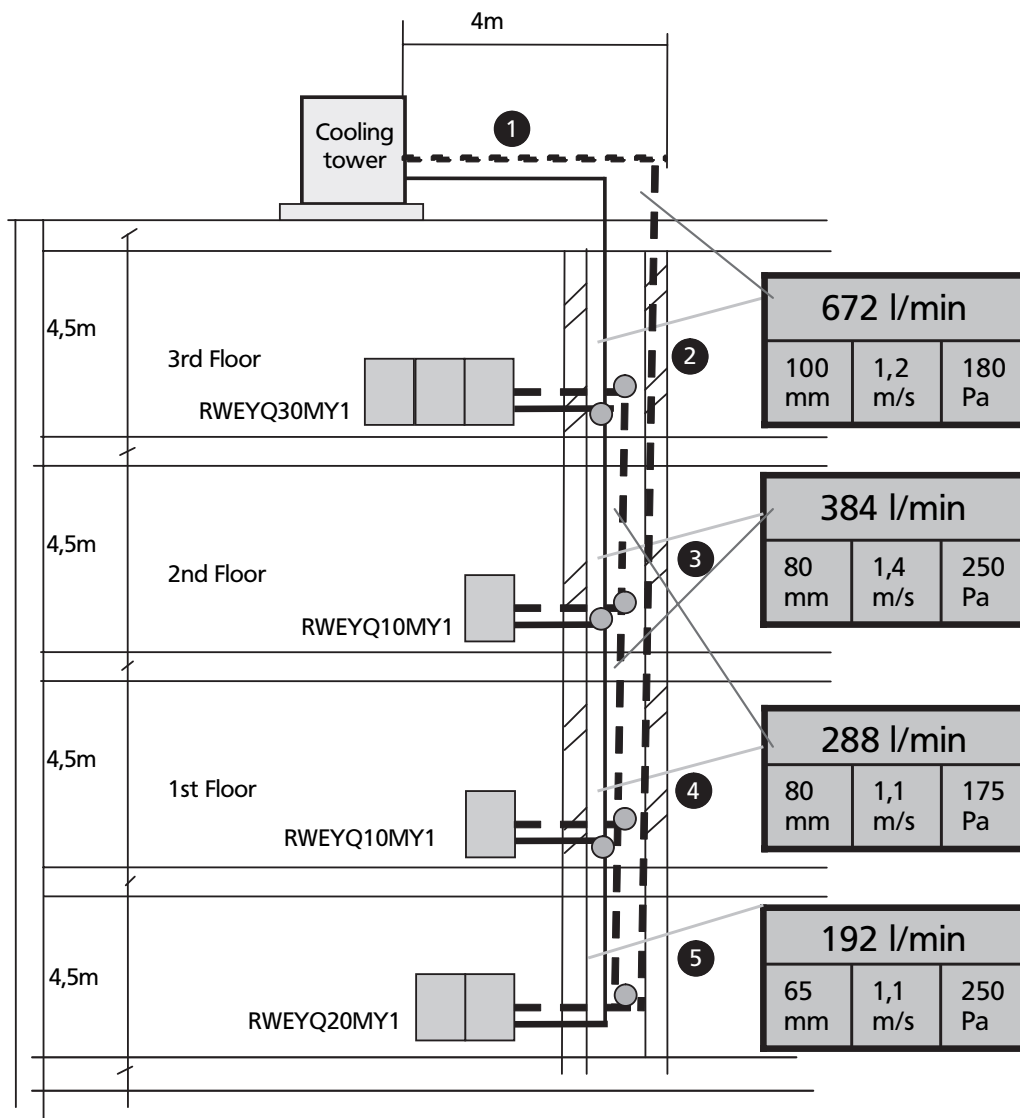 4m
Cooling
tower
1
672 l/min
100
mm
1,2
m/s
180
Pa
4,5m
3rd Floor
2
RWEYQ30MY1
384 l/min
80
mm
1,4
m/s
250
Pa
4,5m
2nd Floor
3
RWEYQ10MY1
288 l/min
80
mm
1,1
m/s
175
Pa
4,5m
1st Floor
4
RWEYQ10MY1
192 l/min
65
mm
1,1
m/s
250
Pa
4,5m
5
RWEYQ20MY1